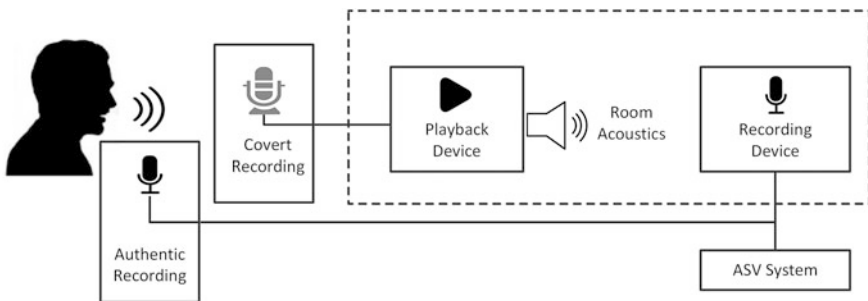 Covert
Recording
Playback
Device
Room
Acoustics
Recording
Device
Authentic
Recording
ASV System